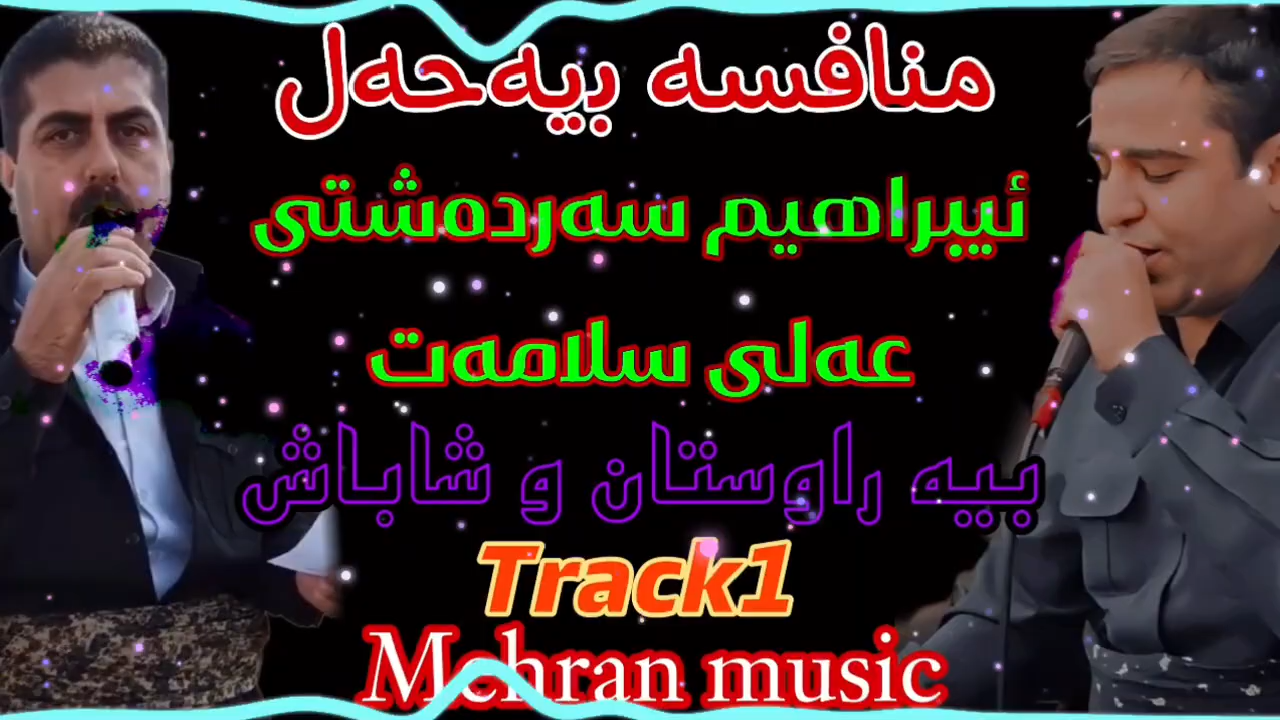 منافسه بیەحەل
ئیبراهیم سەردەشتی
عەلی سلامەت
بیە راوستان و شاباش
Track1
Mehran music